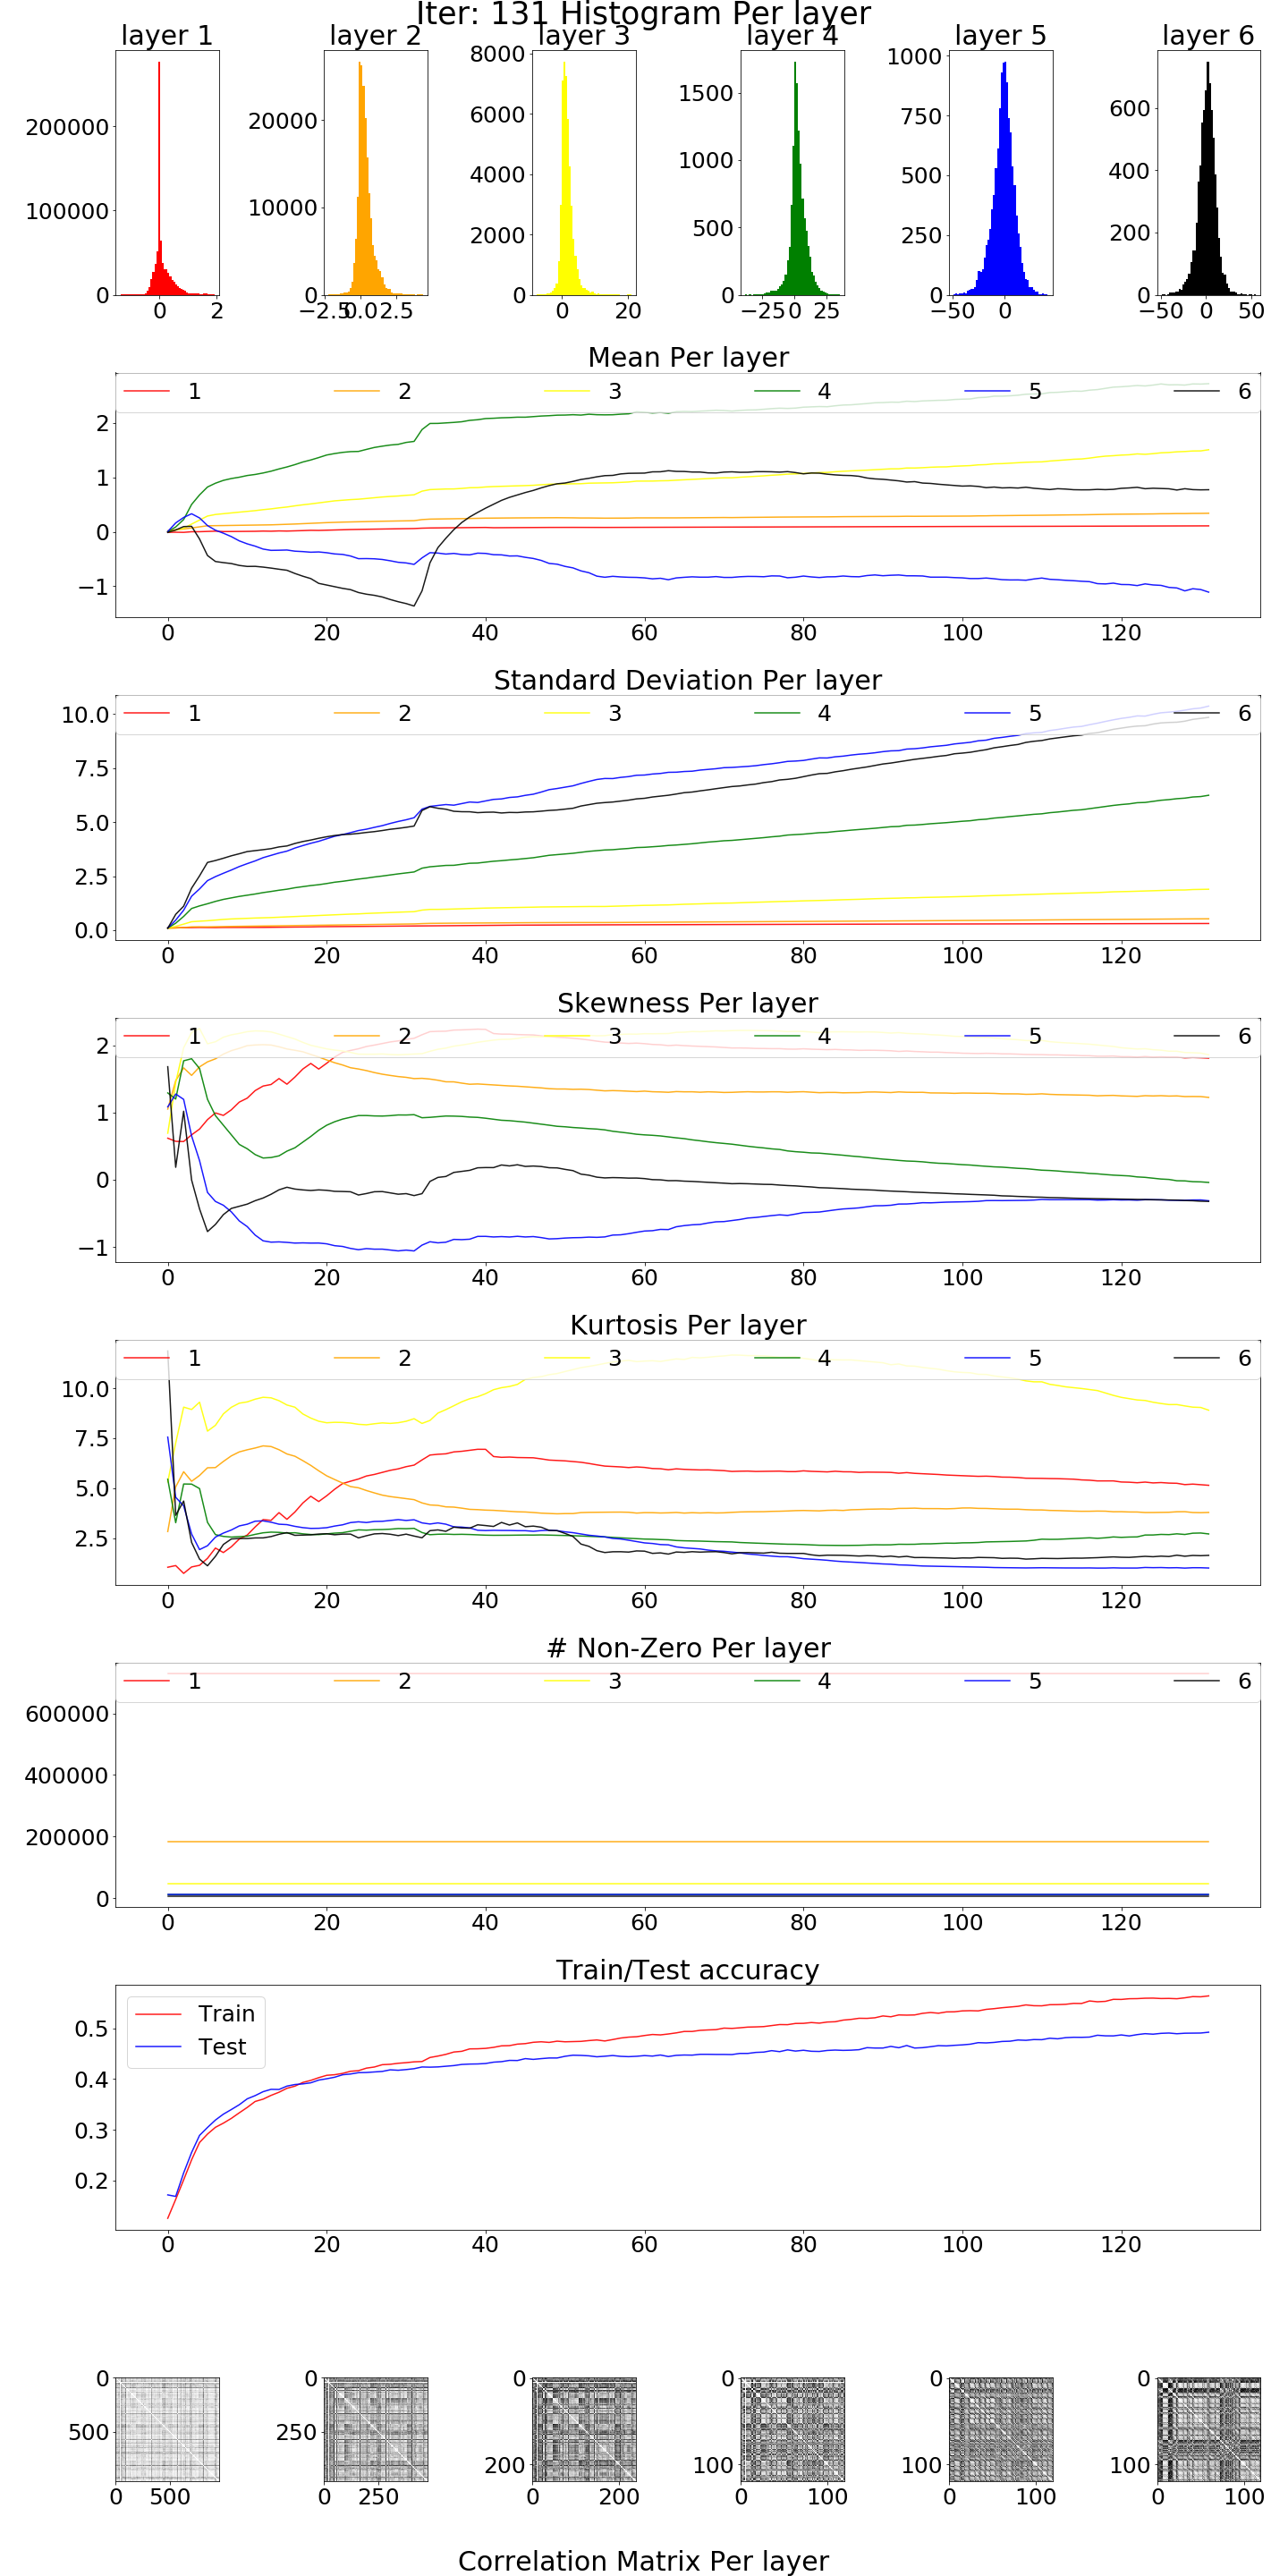 Iter: 131 Histogram Per layer
layer 1 layer 2 layer 3 layer 4 layer 5 layer 6
200000 100000 0 0 2
20000 10000 0 −2.5 0.0 2.5
8000 6000 4000 2000 0 0 20
1500 1000 500 0 −25 0 25
1000 750 500 250 0 −50 0
600 400 200 0 −50 0 50
Mean Per layer
1 2 3 4 5 6
2
1
0
−1
0 20 40 60 80 100 120
Standard Deviation Per layer
1 2 3 4 5 6
10.0
7.5
5.0
2.5
0.0
0 20 40 60 80 100 120
Skewness Per layer
1 2 3 4 5 6
2
1
0
−1
0 20 40 60 80 100 120
Kurtosis Per layer
1 2 3 4 5 6
10.0
7.5
5.0
2.5
0 20 40 60 80 100 120
# Non-Zero Per layer
1 2 3 4 5 6
600000
400000
200000
0
0 20 40 60 80 100 120
Train/Test accuracy
Train
Test
0.5
0.4
0.3
0.2
0 20 40 60 80 100 120
0 500 0 500
0 250 0 250
0 200 0 200
0 100 0 100
0 100 0 100
0 100 0 100
Correlation Matrix Per layer